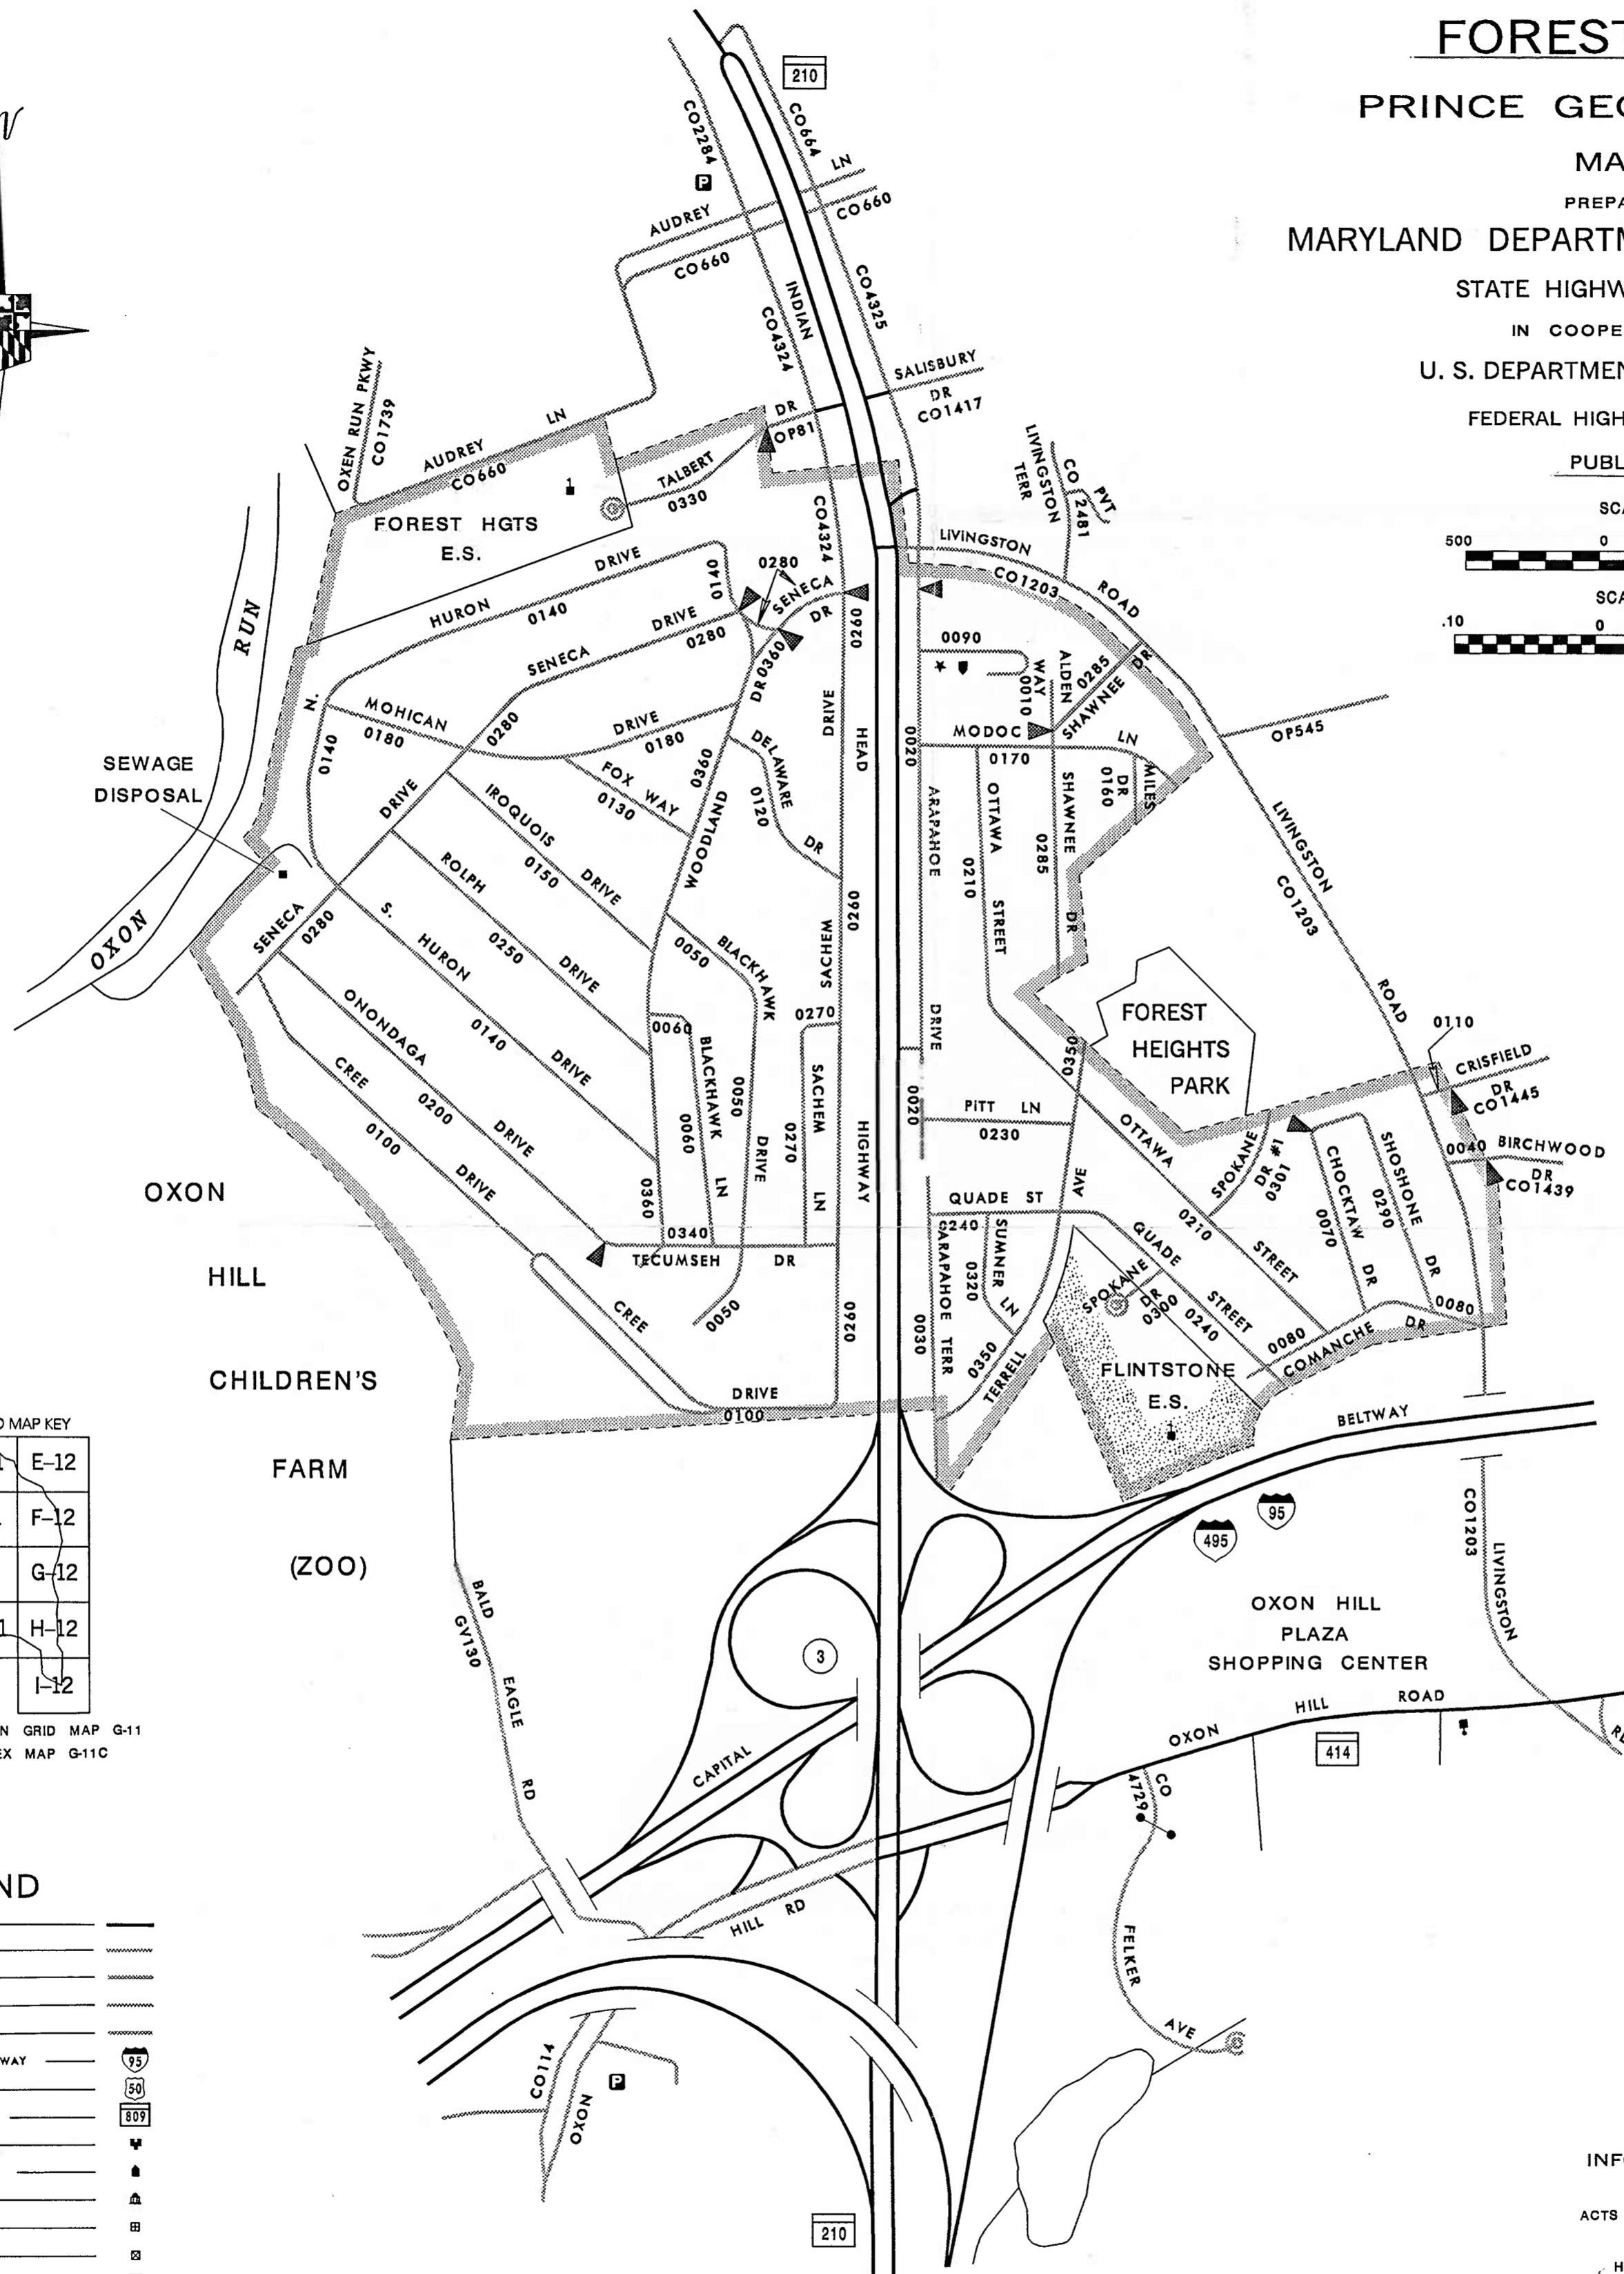 FOREST
PRINCE GEO
MA
PREPA
MARYLAND DEPARTM
STATE HIGHW
IN COOPE
U. S. DEPARTMEN
FEDERAL HIGH
PUBL
SCA
500 0
SCA
.10 0
N
210
CO2284
P
CO664
AUDREY LN
CO660
CO660
INDIAN
CO4324
CO4325
SALISBURY
DR
CO1417
OXEN RUN PKWY
CO1739
AUDREY LN
CO660
DR
OP81
TALBERT
0330
1
FOREST HGTS
E.S.
CO4324
LIVINGSTON
TERR
CO 2481
PVT
LIVINGSTON ROAD
CO1203
N. HURON DRIVE
0140
0140
0140
0280
SENECA
DR
0260
SENECA DRIVE
0280
0280
DR 0360
MOHICAN DRIVE
0180
0180
0090
WAY
0010
ALDEN
0285
SHAWNEE DR
MODOC LN
0170
OP545
OXON RUN
SEWAGE
DISPOSAL
DRIVE
FOX WAY
0130
0360
WOODLAND
DELAWARE
0120
DR
DRIVE
HEAD
0020
ARAPAHOE
OTTAWA
0210
STREET
SHAWNEE
0285
DR
MILES
DR
0160
IROQUOIS
0150
DRIVE
ROLPH
0250
DRIVE
SENECA
0280
S. HURON
0140
DRIVE
0260
SACHEW
BLACKHAWK
0050
LIVINGSTON
CO1203
ROAD
ONONDAGA
0200
DRIVE
CREE
0100
DRIVE
0060
BLACKHAWK
0060
LN
0050
DRIVE
0270
SACHEM
0270
LN
HIGHWAY
DRIVE
0020
0350
FOREST
HEIGHTS
PARK
0110
CRISFIELD
DR
CO1445
PITT LN
0230
OTTAWA
SPOKANE
DR #1
0301
CHOCKTAW
0070
DR
SHOSHONE
0290
DR
0040 BIRCHWOOD
DR
CO1439
0360
0340
TECUMSEH DR
QUADE ST
0240
AVE
SUMNER
0320
LN
QUADE
STREET
0240
0210
STREET
ARAPAHOE TERR
0030
SPOKANE
DR
0300
0350
TERRELL
0080
COMANCHE DR
0080
CREE
0050
0260
DRIVE
0100
FLINTSTONE
E.S.
1
OXON
HILL
CHILDREN'S
FARM
(ZOO)
BELTWAY
95
495
CO1203
LIVINGSTON
D MAP KEY
E-12
F-12
G-12
H-12
I-12
N GRID MAP G-11
EX MAP G-11C
BALD
GV130
EAGLE
RD
3
OXON HILL
PLAZA
SHOPPING CENTER
OXON HILL ROAD
414
CAPITAL
CO
4729
HILL RD
FELKER
AVE
ND
WAY
95
50
809
CO114
OXON
P
210
INF
ACTS
H